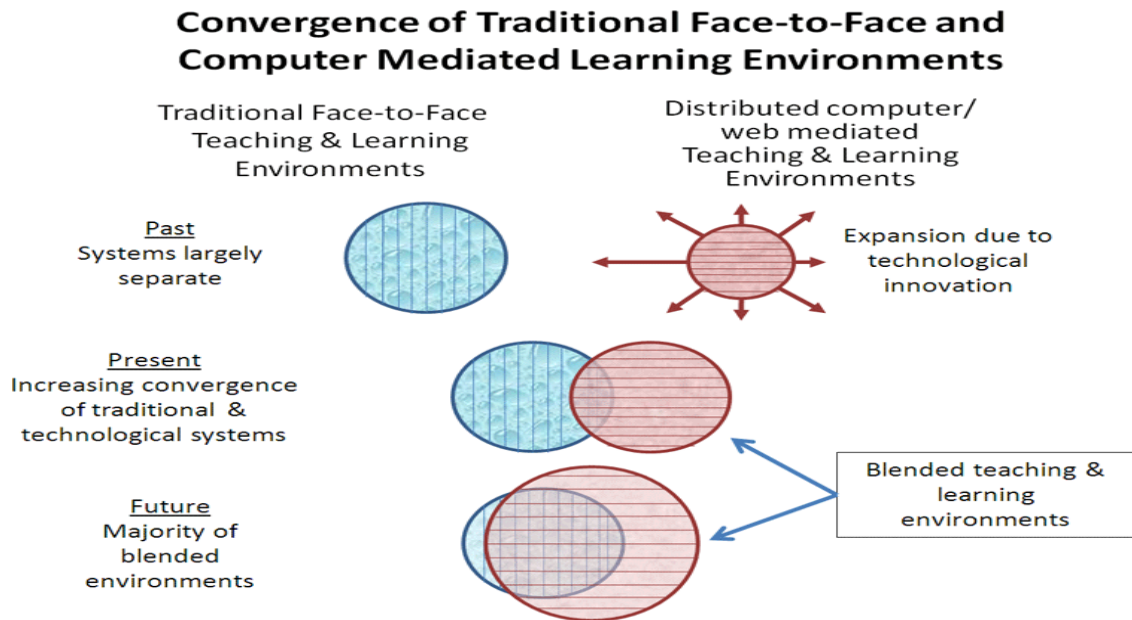 Convergence of Traditional Face-to-Face and
Computer Mediated Learning Environments
Traditional Face-to-Face
Teaching & Learning
Environments
Distributed computer/
web mediated
Teaching & Learning
Environments
Past
Systems largely
separate
Expansion due to
technological
innovation
Present
Increasing convergence
of traditional &
technological systems
Blended teaching &
learning
environments
Future
Majority of
blended
environments